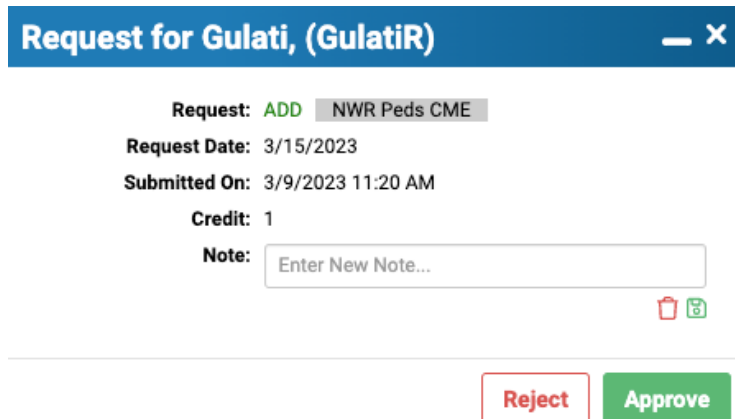 Request for Gulati, (GulatiR)
Request: ADD NWR Peds CME
Request Date: 3/15/2023
Submitted On: 3/9/2023 11:20 AM
Credit: 1
Note: Enter New Note...
Reject Approve